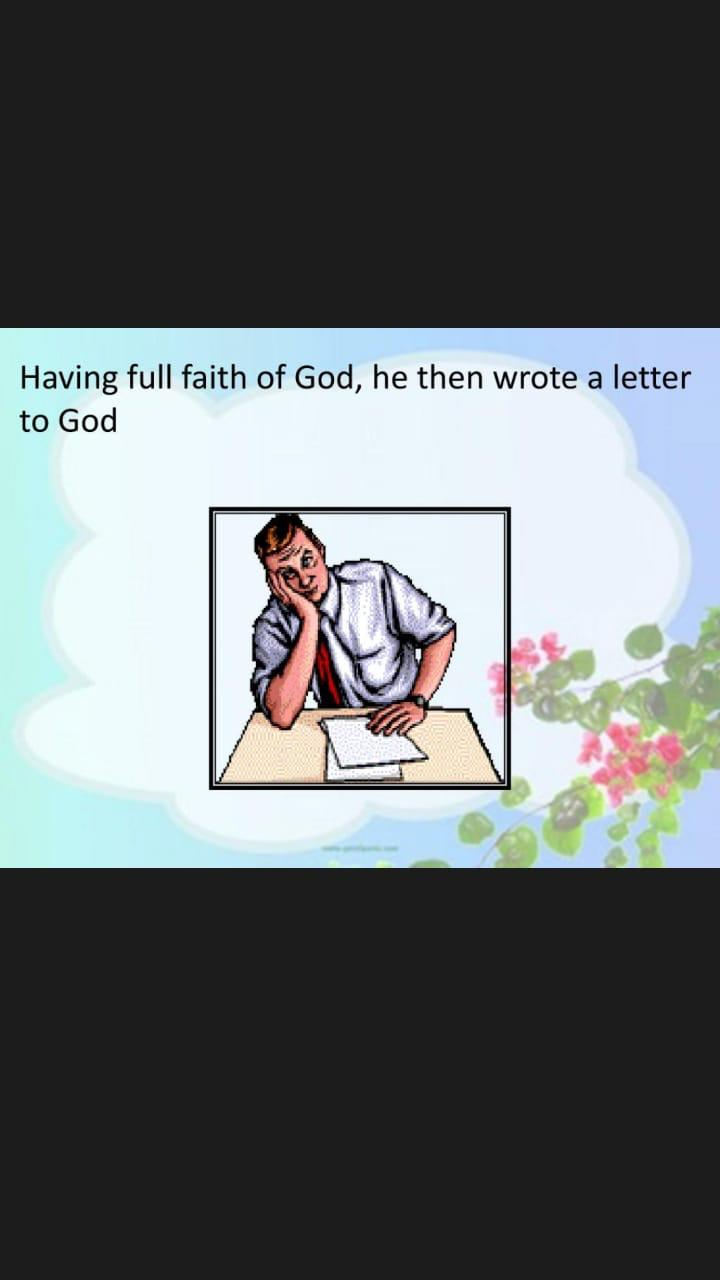 Having full faith of God, he then wrote a letter
to God